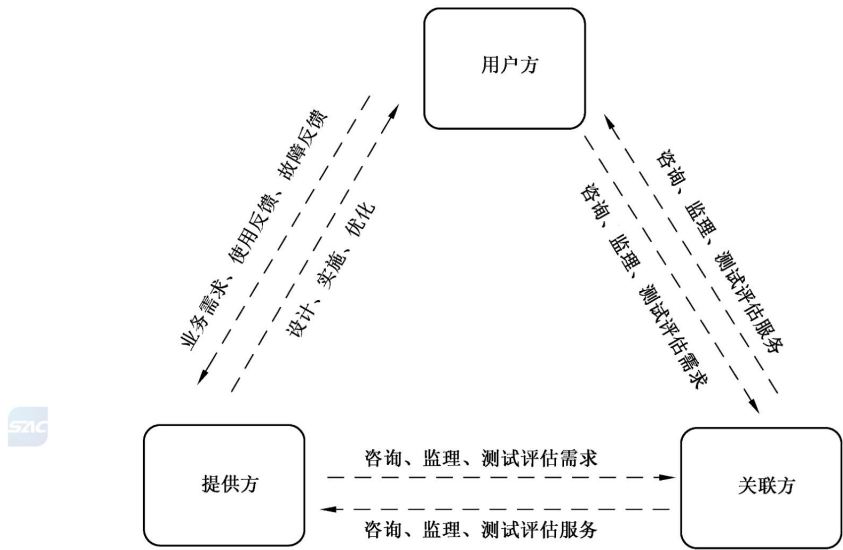 用户方
业务需求、使用反馈、故障反馈
设计、实施、优化
咨询、监理、测试评估需求
咨询、监理、测试评估服务
SAC
提供方
咨询、监理、测试评估需求
咨询、监理、测试评估服务
关联方